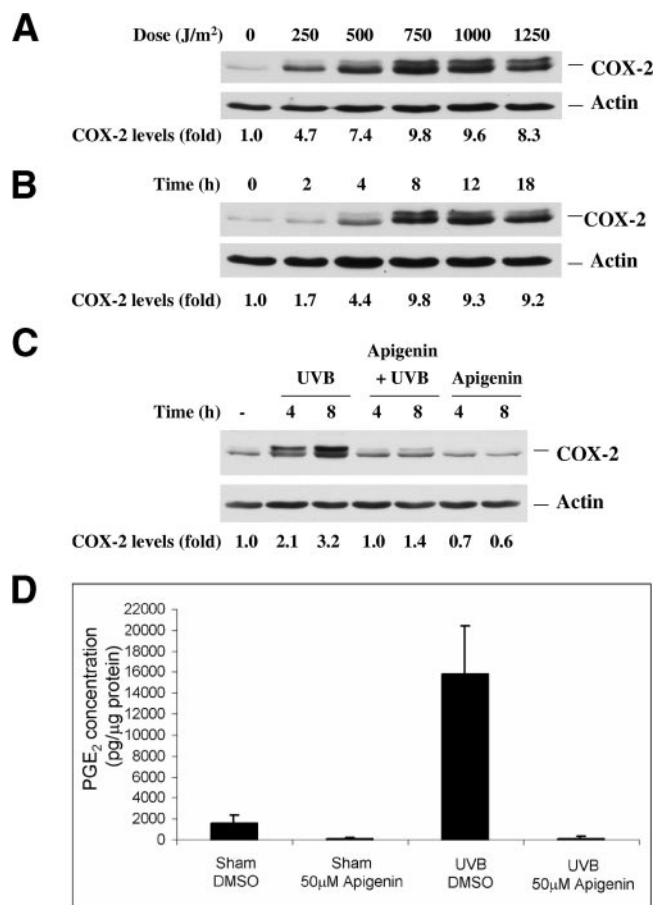 A
Dose (J/m²) 0 250 500 750 1000 1250
COX-2
Actin
COX-2 levels (fold) 1.0 4.7 7.4 9.8 9.6 8.3
B
Time (h) 0 2 4 8 12 18
COX-2
Actin
COX-2 levels (fold) 1.0 1.7 4.4 9.8 9.3 9.2
C
Apigenin
UVB + UVB Apigenin
Time (h) - 4 8 4 8 4 8
COX-2
Actin
COX-2 levels (fold) 1.0 2.1 3.2 1.0 1.4 0.7 0.6
D
PGE₂ concentration
(pg/μg protein)
22000
20000
18000
16000
14000
12000
10000
8000
6000
4000
2000
0
Sham Sham UVB UVB
DMSO 50μM Apigenin DMSO 50μM Apigenin